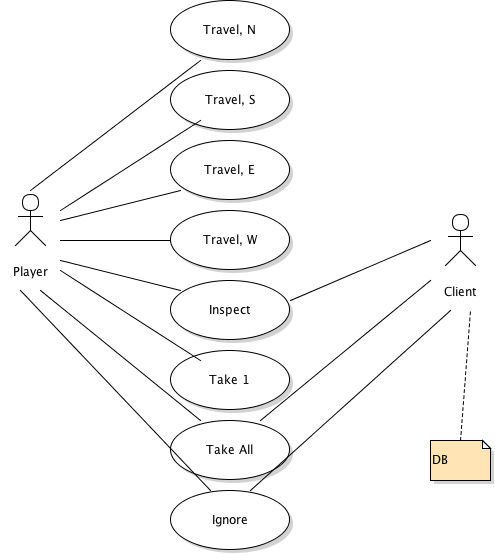 Travel, N
Travel, S
Travel, E
Travel, W
Player
Client
Inspect
Take 1
Take All
DB
Ignore